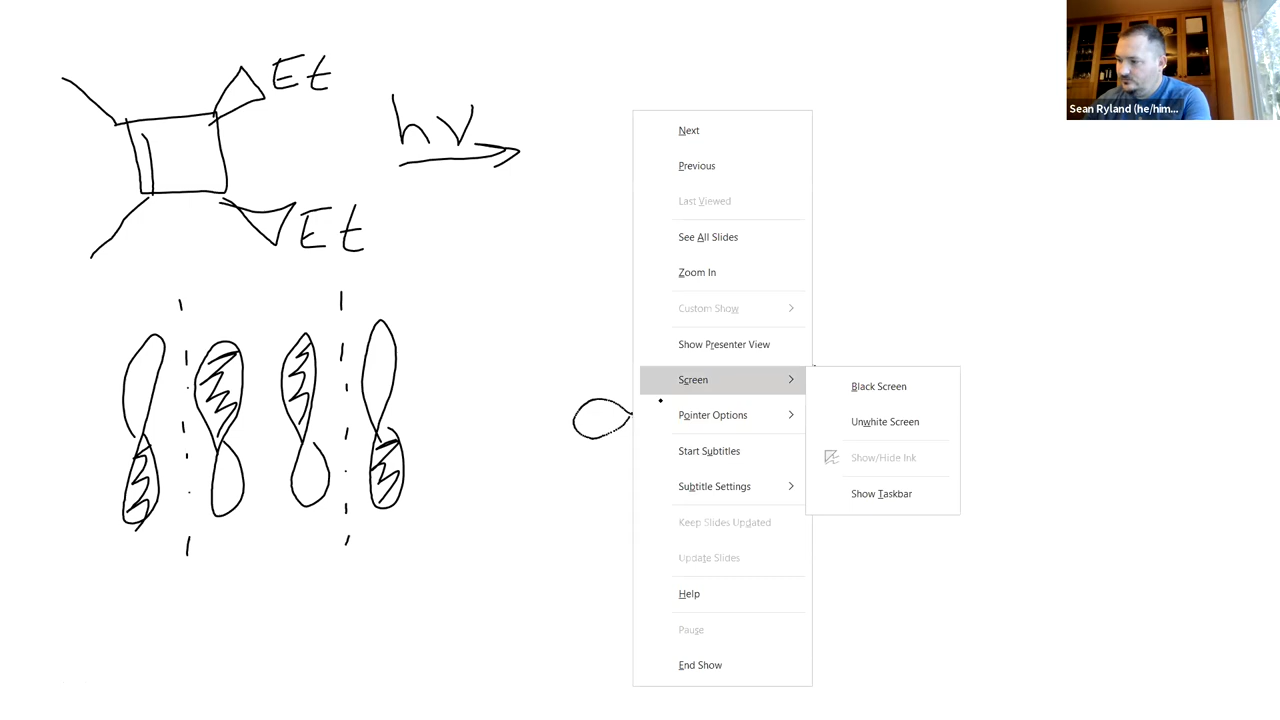 Et
hν
Et
Sean Ryland (he/him...
Next
Previous
Last Viewed
See All Slides
Zoom In
Custom Show
Show Presenter View
Screen
Pointer Options
Start Subtitles
Subtitle Settings
Keep Slides Updated
Update Slides
Help
Pause
End Show
Black Screen
Unwhite Screen
Show/Hide Ink
Show Taskbar